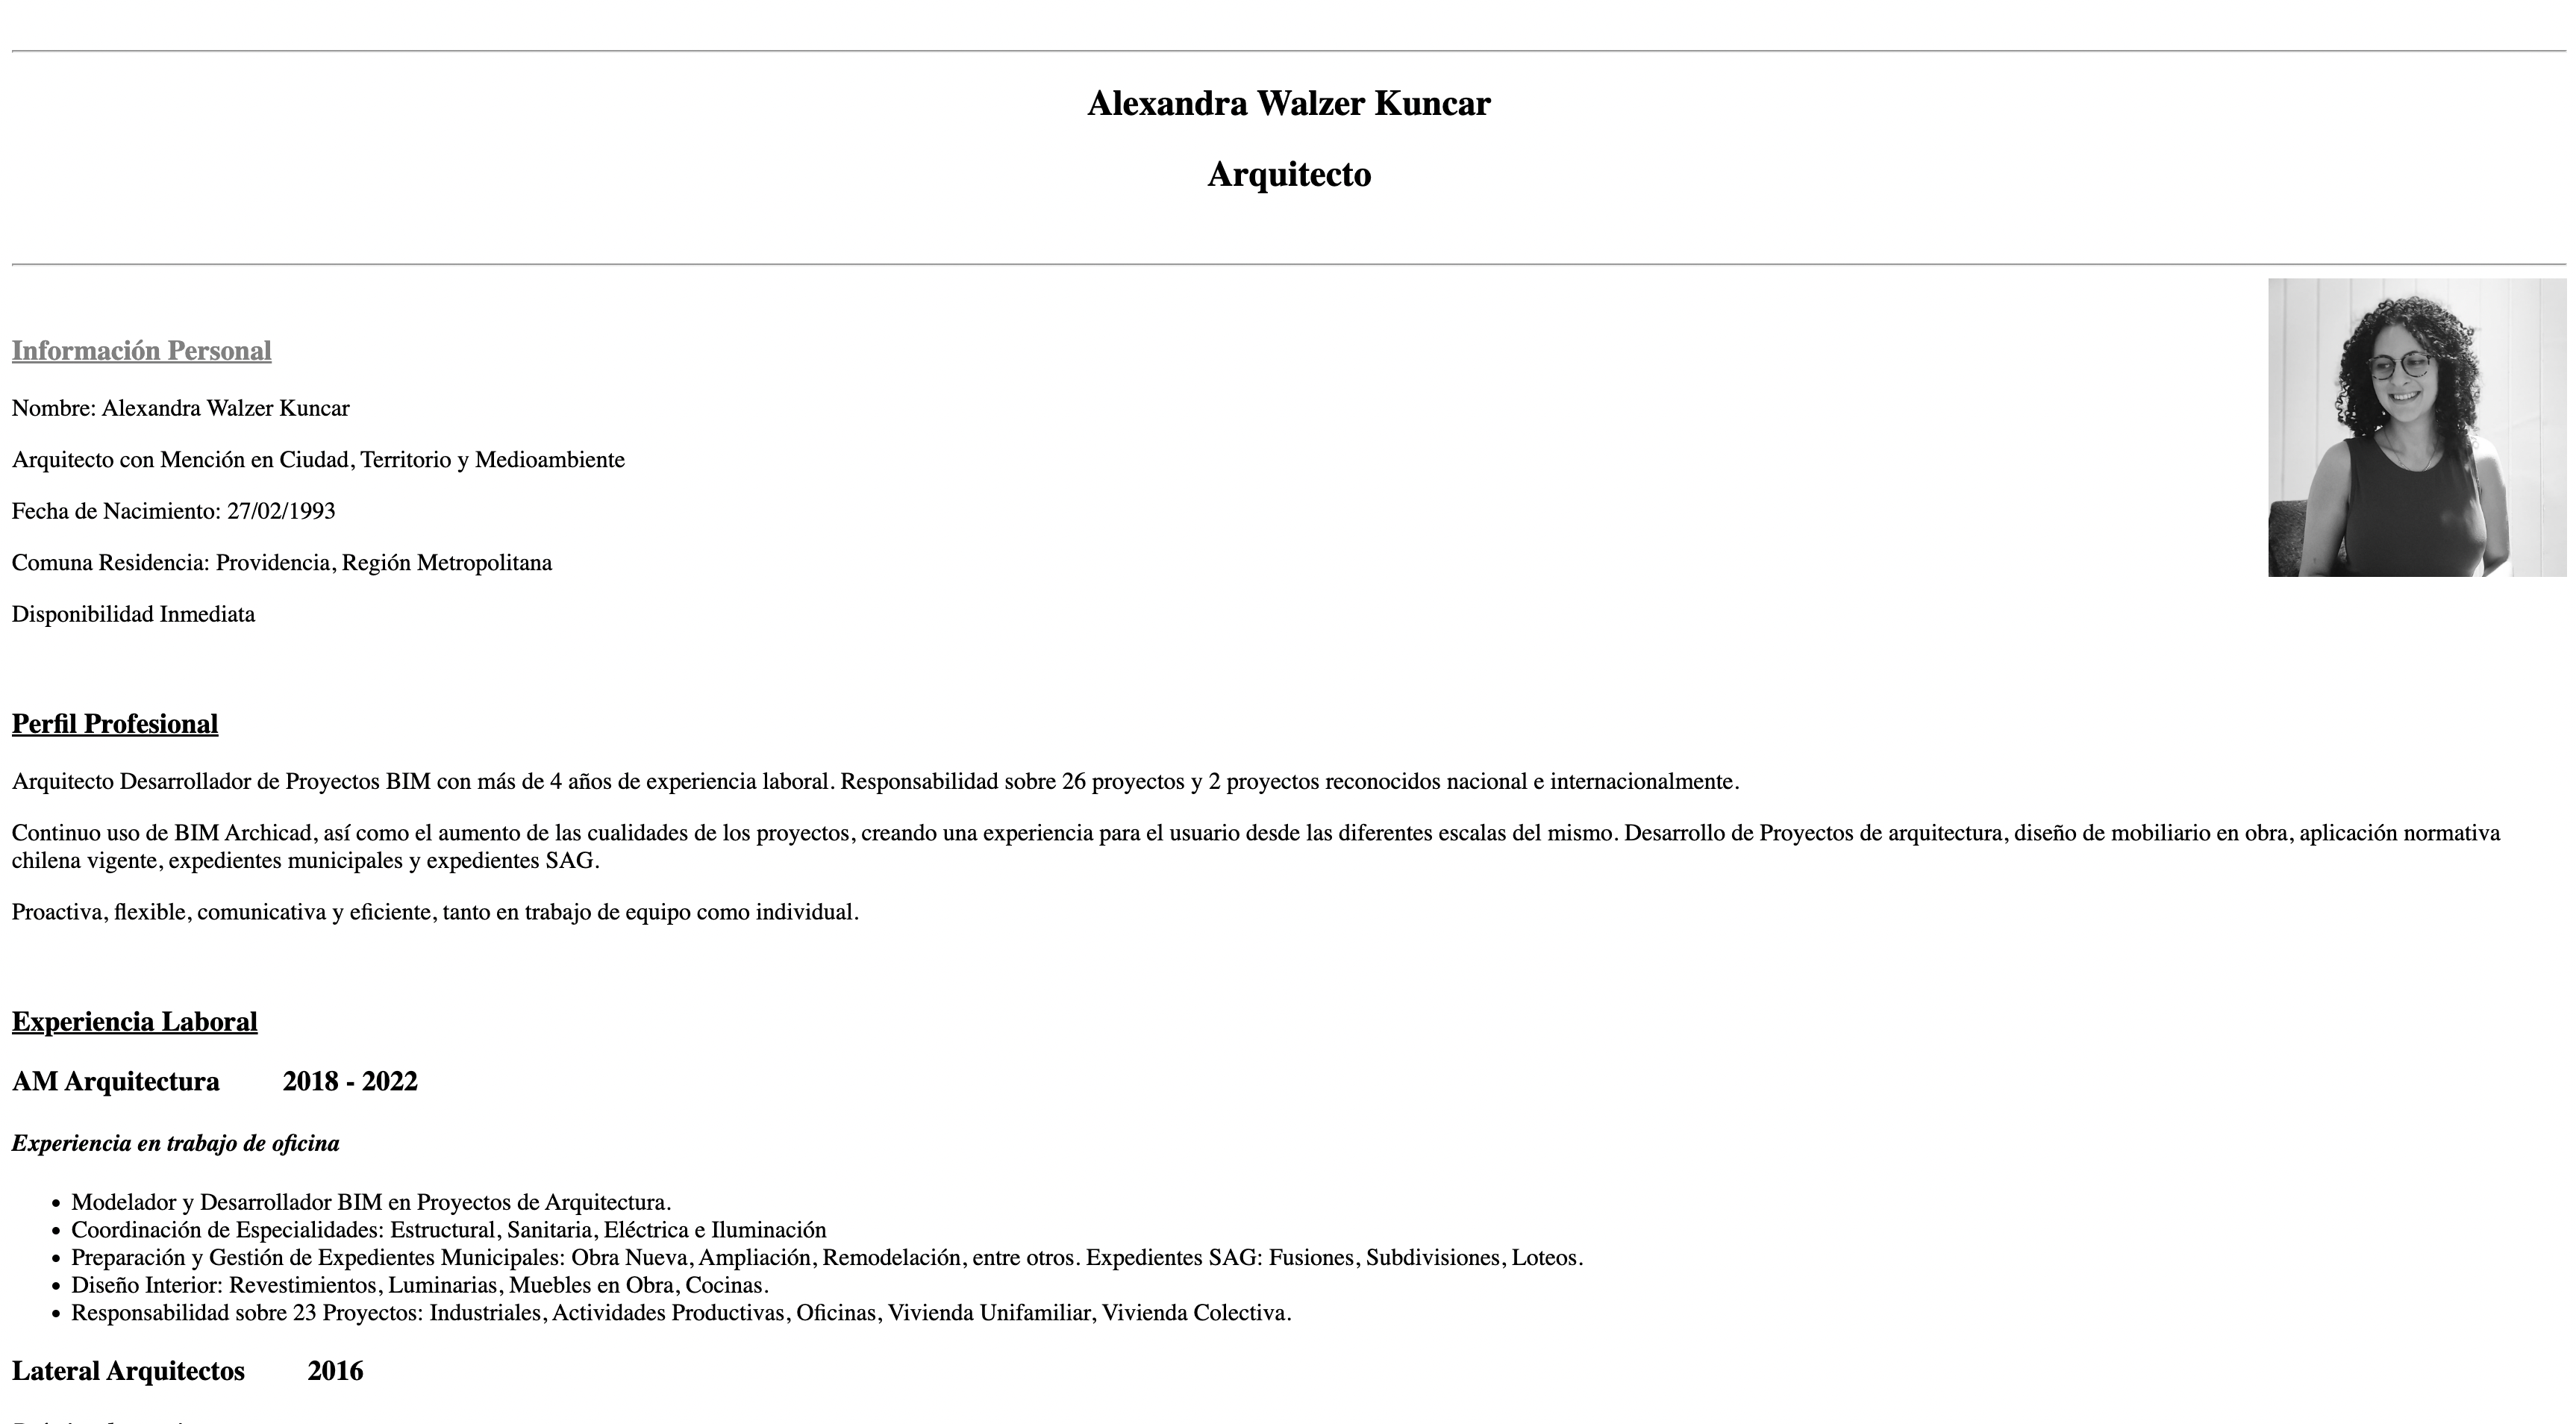 Alexandra Walzer Kuncar
Arquitecto
Información Personal
Nombre: Alexandra Walzer Kuncar
Arquitecto con Mención en Ciudad, Territorio y Medioambiente
Fecha de Nacimiento: 27/02/1993
Comuna Residencia: Providencia, Región Metropolitana
Disponibilidad Inmediata
Perfil Profesional
Arquitecto Desarrollador de Proyectos BIM con más de 4 años de experiencia laboral. Responsabilidad sobre 26 proyectos y 2 proyectos reconocidos nacional e internacionalmente.
Continuo uso de BIM Archicad, así como el aumento de las cualidades de los proyectos, creando una experiencia para el usuario desde las diferentes escalas del mismo. Desarrollo de Proyectos de arquitectura, diseño de mobiliario en obra, aplicación normativa
chilena vigente, expedientes municipales y expedientes SAG.
Proactiva, flexible, comunicativa y eficiente, tanto en trabajo de equipo como individual.
Experiencia Laboral
AM Arquitectura 2018 - 2022
Experiencia en trabajo de oficina
• Modelador y Desarrollador BIM en Proyectos de Arquitectura.
• Coordinación de Especialidades: Estructural, Sanitaria, Eléctrica e Iluminación
• Preparación y Gestión de Expedientes Municipales: Obra Nueva, Ampliación, Remodelación, entre otros. Expedientes SAG: Fusiones, Subdivisiones, Loteos.
• Diseño Interior: Revestimientos, Luminarias, Muebles en Obra, Cocinas.
• Responsabilidad sobre 23 Proyectos: Industriales, Actividades Productivas, Oficinas, Vivienda Unifamiliar, Vivienda Colectiva.
Lateral Arquitectos 2016